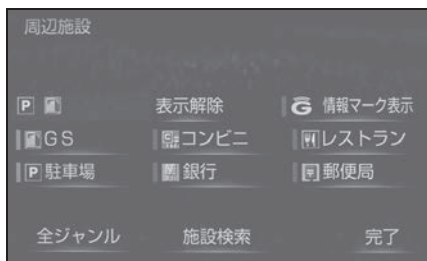 周辺施設
P 表示解除 G 情報マーク表示
GS コンビニ レストラン
P 駐車場 銀行 郵便局
全ジャンル 施設検索 完了